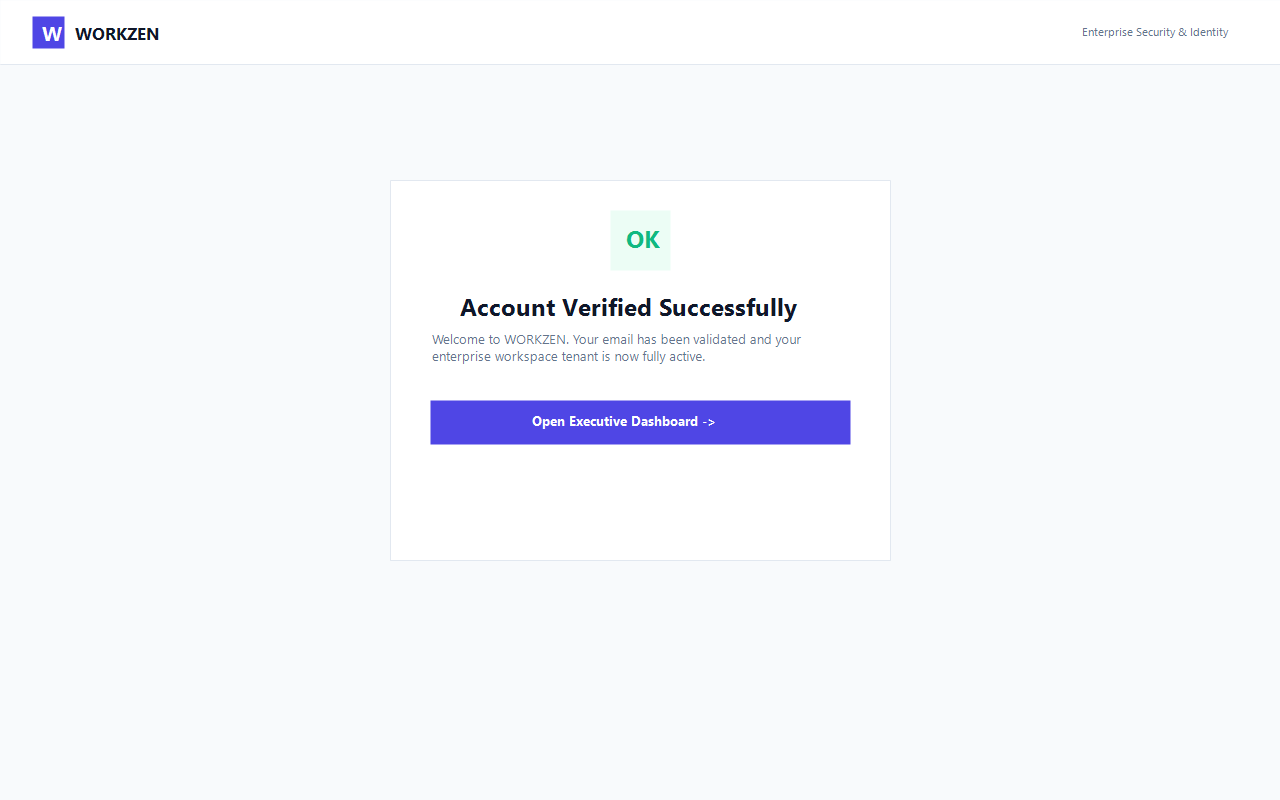 W WORKZEN
Enterprise Security & Identity
OK
Account Verified Successfully
Welcome to WORKZEN. Your email has been validated and your
enterprise workspace tenant is now fully active.
Open Executive Dashboard ->